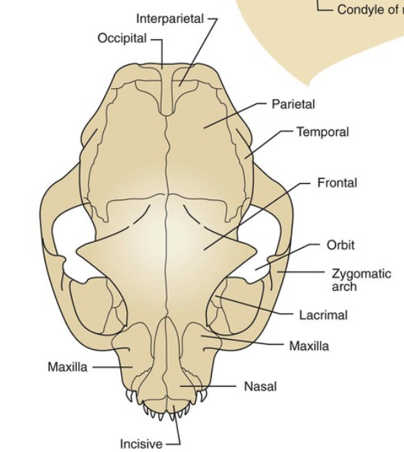 Condyle of
Interparietal
Occipital
Parietal
Temporal
Frontal
Orbit
Zygomatic
arch
Lacrimal
Maxilla
Maxilla
Nasal
Incisive